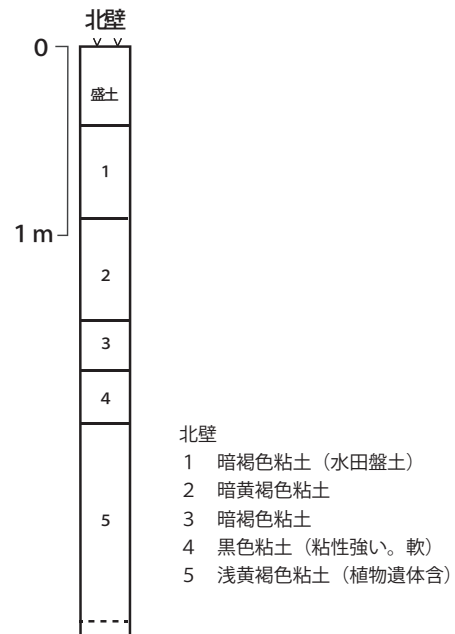 北壁
0
盛土
1
1 m
2
3
4
5
北壁
1 暗褐色粘土（水田盤土）
2 暗黄褐色粘土
3 暗褐色粘土
4 黒色粘土（粘性強い。軟）
5 浅黄褐色粘土（植物遺体含）